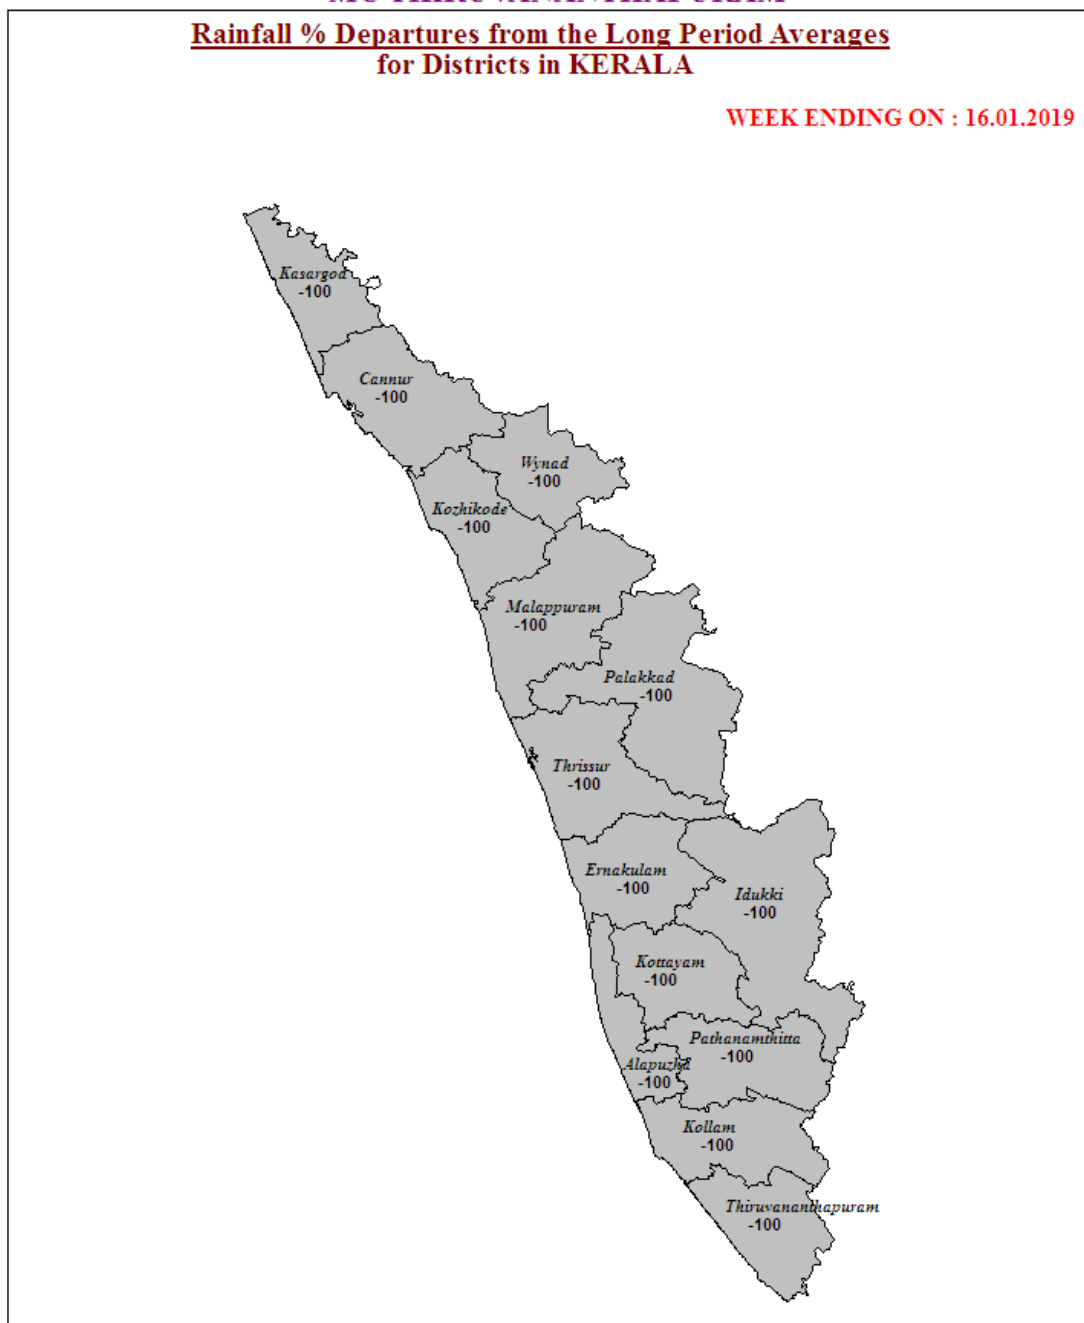 Rainfall % Departures from the Long Period Averages
for Districts in KERALA
WEEK ENDING ON : 16.01.2019
Kasargod
-100
Cannur
-100
Wynad
-100
Kozhikode
-100
Malappuram
-100
Palakkad
-100
Thrissur
-100
Ernakulam
-100
Idukki
-100
Kottayam
-100
Pathanamthitta
-100
Alapuzha
-100
Kollam
-100
Thiruvananthapuram
-100